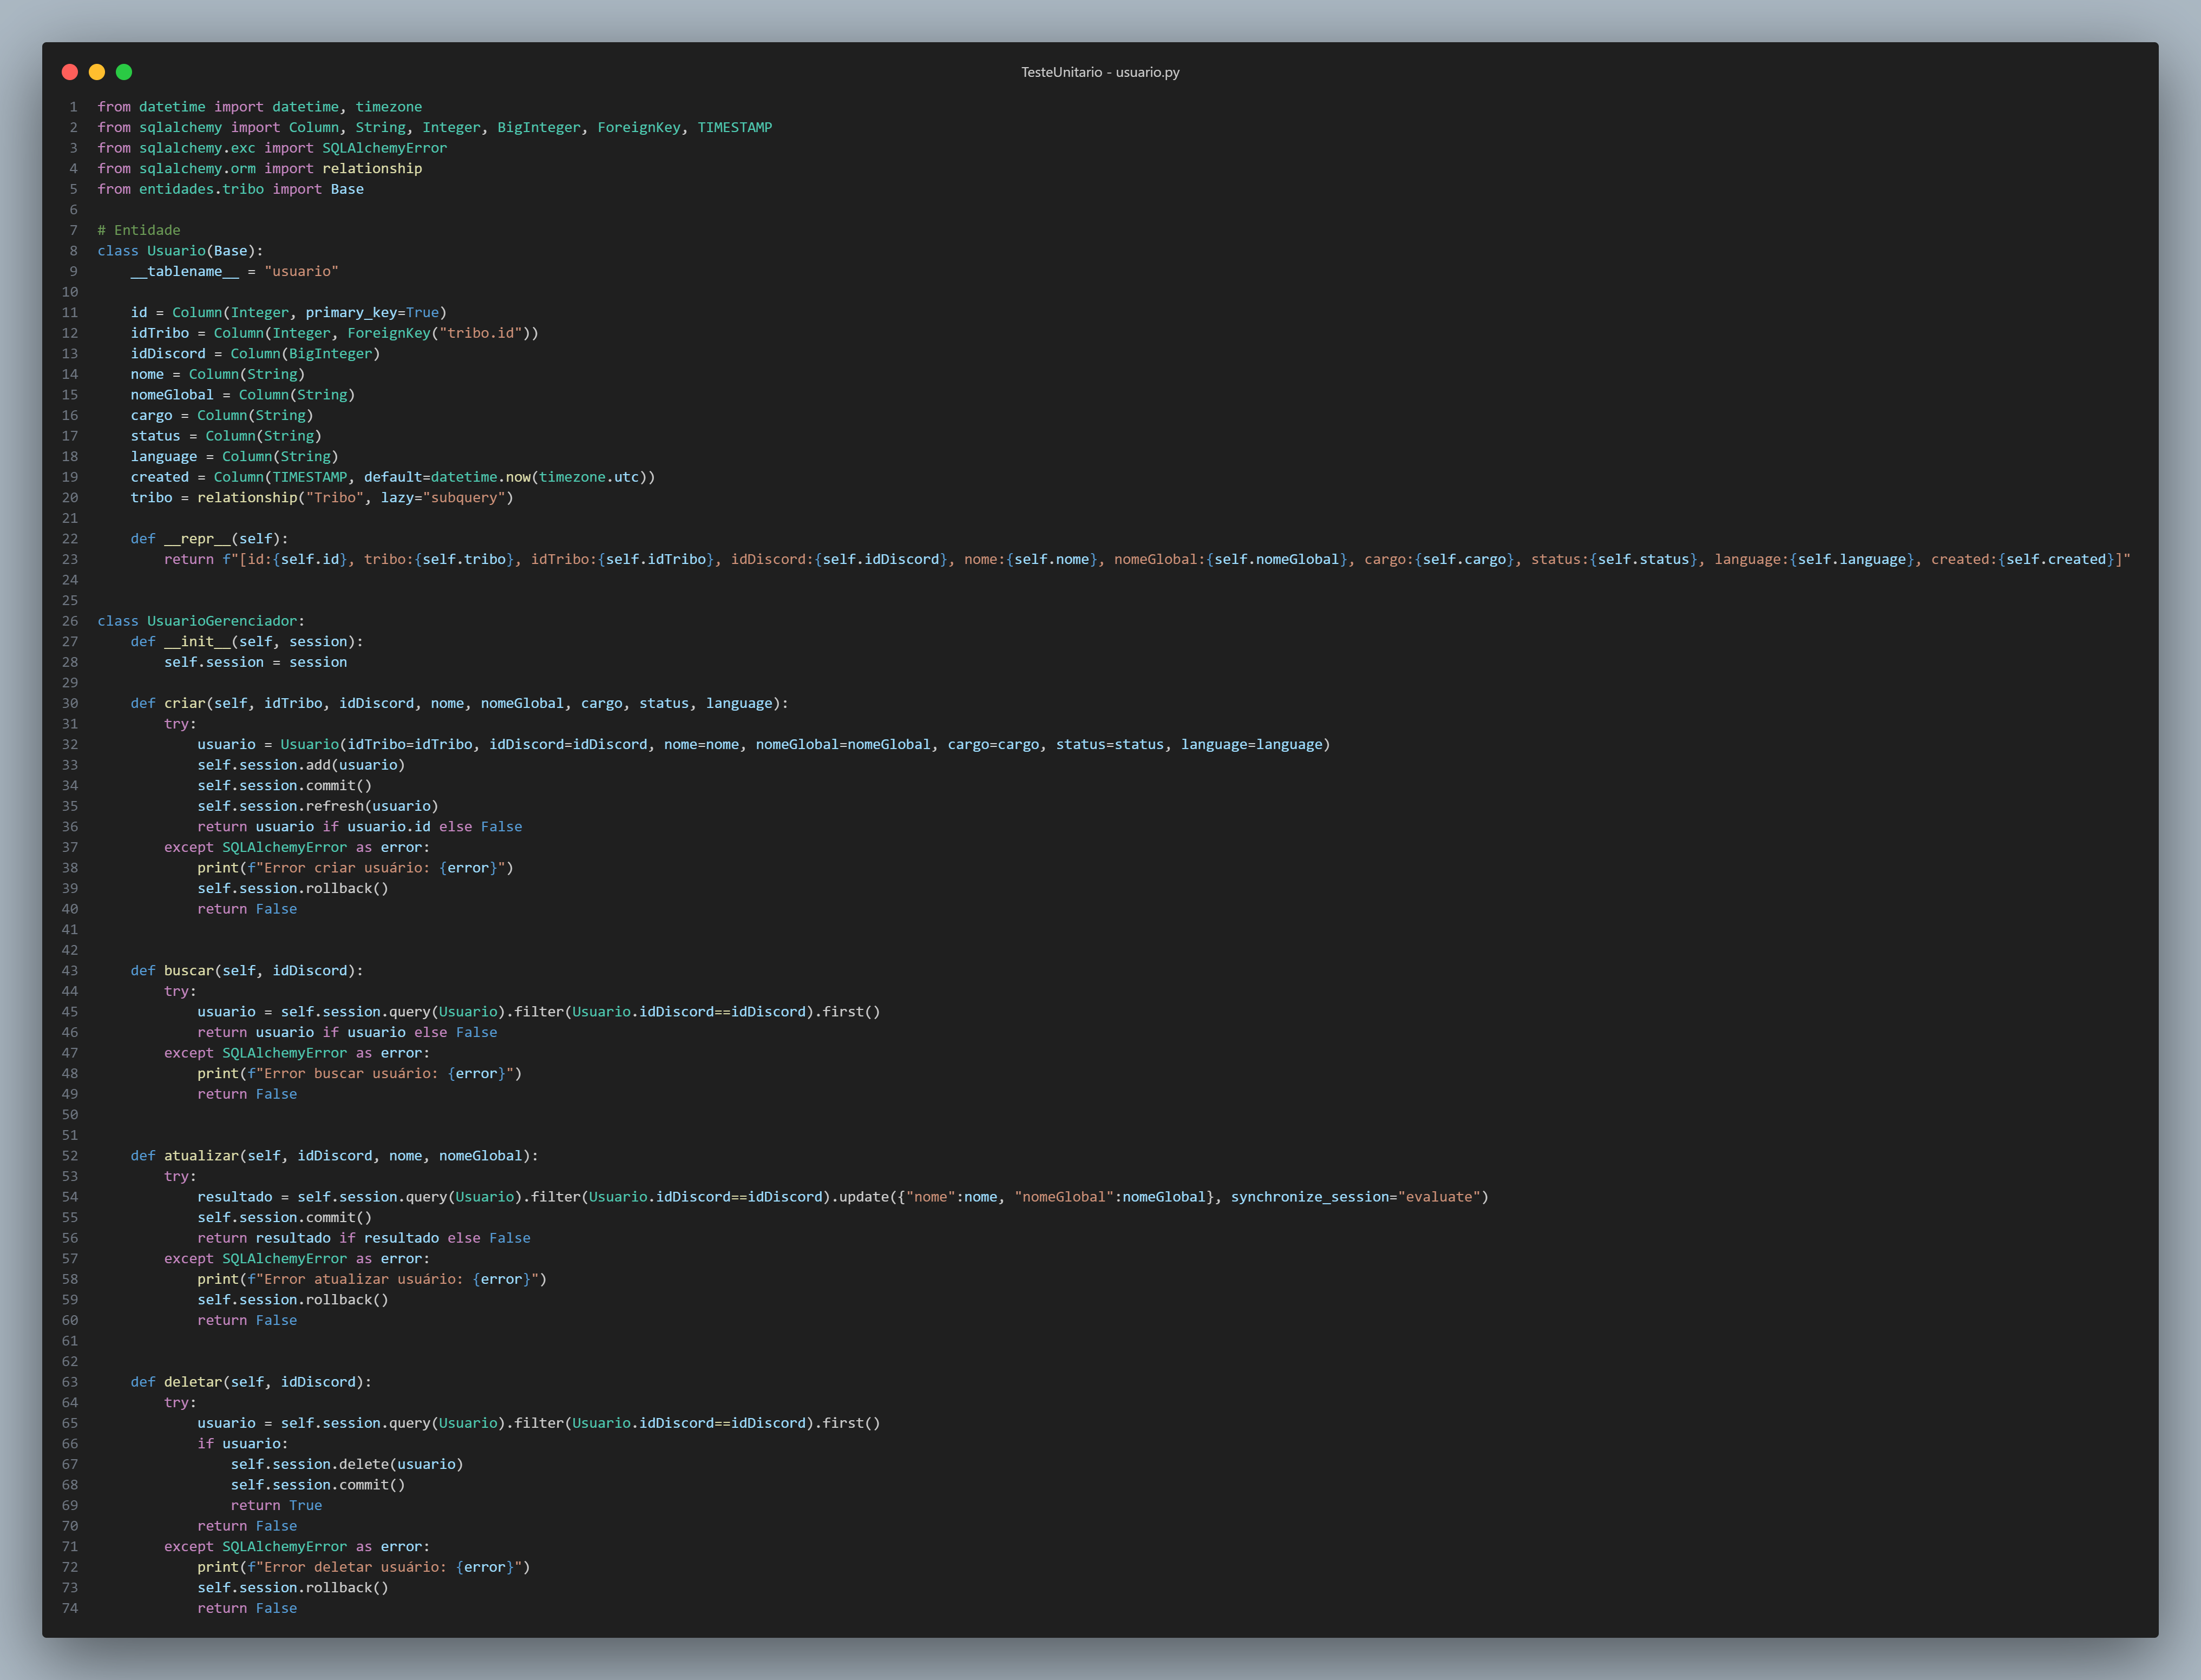 TesteUnitario - usuario.py
1 from datetime import datetime, timezone
2 from sqlalchemy import Column, String, Integer, BigInteger, ForeignKey, TIMESTAMP
3 from sqlalchemy.exc import SQLAlchemyError
4 from sqlalchemy.orm import relationship
5 from entidades.tribo import Base
6
7 # Entidade
8 class Usuario(Base):
9     __tablename__ = "usuario"
10
11     id = Column(Integer, primary_key=True)
12     idTribo = Column(Integer, ForeignKey("tribo.id"))
13     idDiscord = Column(BigInteger)
14     nome = Column(String)
15     nomeGlobal = Column(String)
16     cargo = Column(String)
17     status = Column(String)
18     language = Column(String)
19     created = Column(TIMESTAMP, default=datetime.now(timezone.utc))
20     tribo = relationship("Tribo", lazy="subquery")
21
22     def __repr__(self):
23         return f"[id:{self.id}, tribo:{self.tribo}, idTribo:{self.idTribo}, idDiscord:{self.idDiscord}, nome:{self.nome}, nomeGlobal:{self.nomeGlobal}, cargo:{self.cargo}, status:{self.status}, language:{self.language}, created:{self.created}]"
24
25
26 class UsuarioGerenciador:
27     def __init__(self, session):
28         self.session = session
29
30     def criar(self, idTribo, idDiscord, nome, nomeGlobal, cargo, status, language):
31         try:
32             usuario = Usuario(idTribo=idTribo, idDiscord=idDiscord, nome=nome, nomeGlobal=nomeGlobal, cargo=cargo, status=status, language=language)
33             self.session.add(usuario)
34             self.session.commit()
35             self.session.refresh(usuario)
36             return usuario if usuario.id else False
37         except SQLAlchemyError as error:
38             print(f"Error criar usuário: {error}")
39             self.session.rollback()
40             return False
41
42
43     def buscar(self, idDiscord):
44         try:
45             usuario = self.session.query(Usuario).filter(Usuario.idDiscord==idDiscord).first()
46             return usuario if usuario else False
47         except SQLAlchemyError as error:
48             print(f"Error buscar usuário: {error}")
49             return False
50
51
52     def atualizar(self, idDiscord, nome, nomeGlobal):
53         try:
54             resultado = self.session.query(Usuario).filter(Usuario.idDiscord==idDiscord).update({"nome":nome, "nomeGlobal":nomeGlobal}, synchronize_session="evaluate")
55             self.session.commit()
56             return resultado if resultado else False
57         except SQLAlchemyError as error:
58             print(f"Error atualizar usuário: {error}")
59             self.session.rollback()
60             return False
61
62
63     def deletar(self, idDiscord):
64         try:
65             usuario = self.session.query(Usuario).filter(Usuario.idDiscord==idDiscord).first()
66             if usuario:
67                 self.session.delete(usuario)
68                 self.session.commit()
69                 return True
70             return False
71         except SQLAlchemyError as error:
72             print(f"Error deletar usuário: {error}")
73             self.session.rollback()
74             return False